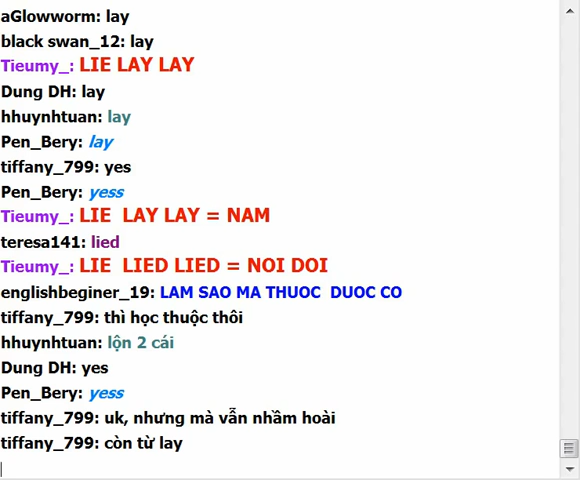 aGlowworm: lay
black swan_12: lay
Tieumy_: LIE LAY LAY
Dung DH: lay
hhuynhtuan: lay
Pen_Bery: lay
tiffany_799: yes
Pen_Bery: yess
Tieumy_: LIE LAY LAY = NAM
teresa141: lied
Tieumy_: LIE LIED LIED = NOI DOI
englishbeginer_19: LAM SAO MA THUOC DUOC CO
tiffany_799: thì học thuộc thôi
hhuynhtuan: lộn 2 cái
Dung DH: yes
Pen_Bery: yess
tiffany_799: uk, nhưng mà vẫn nhầm hoài
tiffany_799: còn từ lay